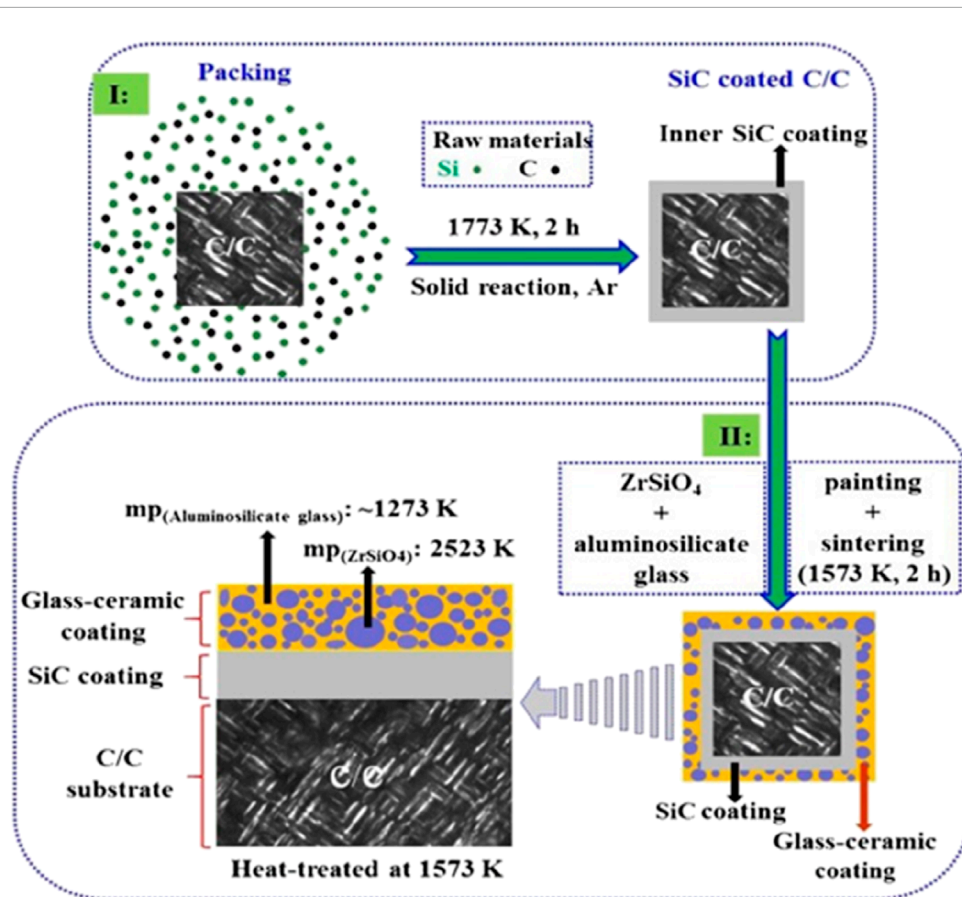 I:
Packing
C/C
Raw materials
Si • C •
1773 K, 2 h
Solid reaction, Ar
SiC coated C/C
Inner SiC coating
C/C
II:
ZrSiO₄
+
aluminosilicate
glass
painting
+
sintering
(1573 K, 2 h)
mp(Aluminosilicate glass): ~1273 K
mp(ZrSiO4): 2523 K
Glass-ceramic
coating
SiC coating
C/C
substrate
C/C
Heat-treated at 1573 K
C/C
SiC coating
Glass-ceramic
coating